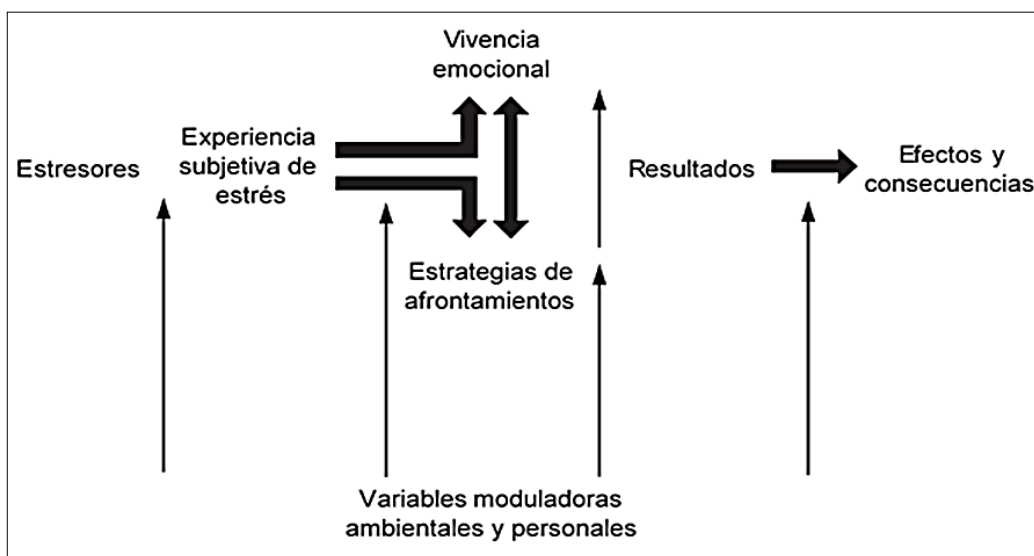 Vivencia
emocional
Estresores
Experiencia
subjetiva de
estrés
Resultados
Efectos y
consecuencias
Estrategias de
afrontamientos
Variables moduladoras
ambientales y personales